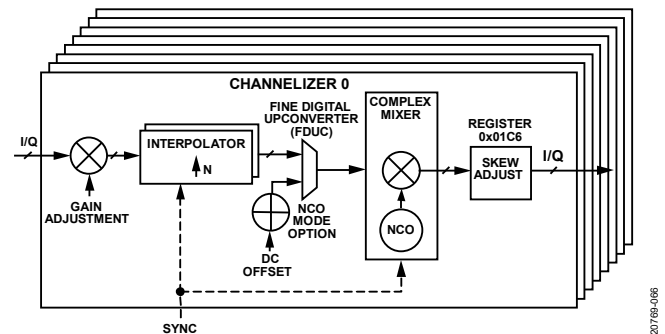 CHANNELIZER 0
I/Q
GAIN
ADJUSTMENT
INTERPOLATOR
N
FINE DIGITAL
UPCONVERTER
(FDUC)
NCO
MODE
OPTION
DC
OFFSET
COMPLEX
MIXER
NCO
REGISTER
0x01C6
SKEW
ADJUST
I/Q
SYNC
20769-066